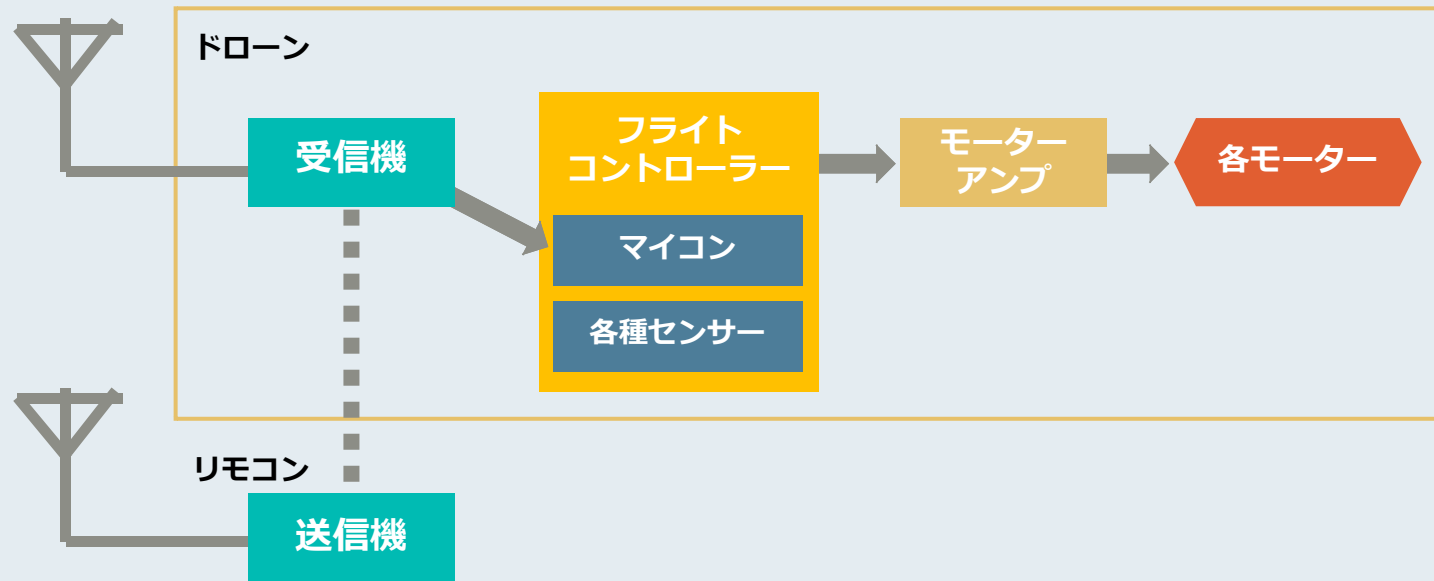 ドローン
受信機
フライト
コントローラー
マイコン
各種センサー
モーター
アンプ
各モーター
リモコン
送信機